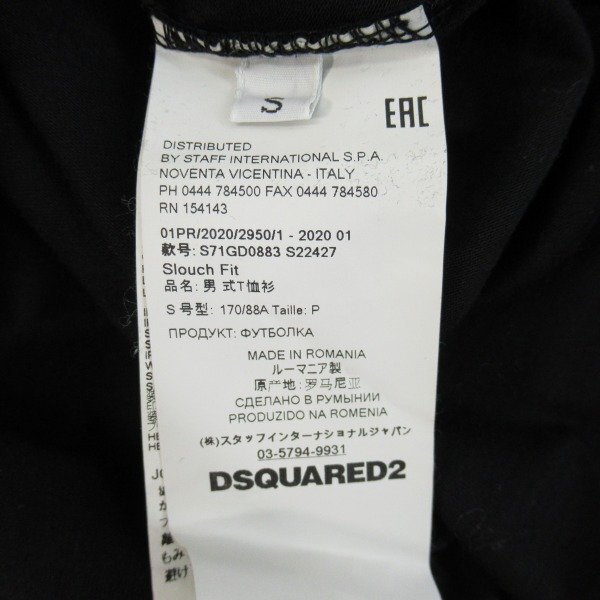 S
EAC
DISTRIBUTED
BY STAFF INTERNATIONAL S.P.A.
NOVENTA VICENTINA - ITALY
PH 0444 784500 FAX 0444 784580
RN 154143
01PR/2020/2950/1 - 2020 01
款号: S71GD0883 S22427
Slouch Fit
品名: 男 式T恤衫
S 号型: 170/88A Taille: P
ПРОДУКТ: ФУТБОЛКА
MADE IN ROMANIA
ルーマニア製
原产地: 罗马尼亚
СДЕЛАНО В РУМЫНИИ
PRODUZIDO NA ROMENIA
(株)スタッフインターナショナルジャパン
03-5794-9931
DSQUARED2